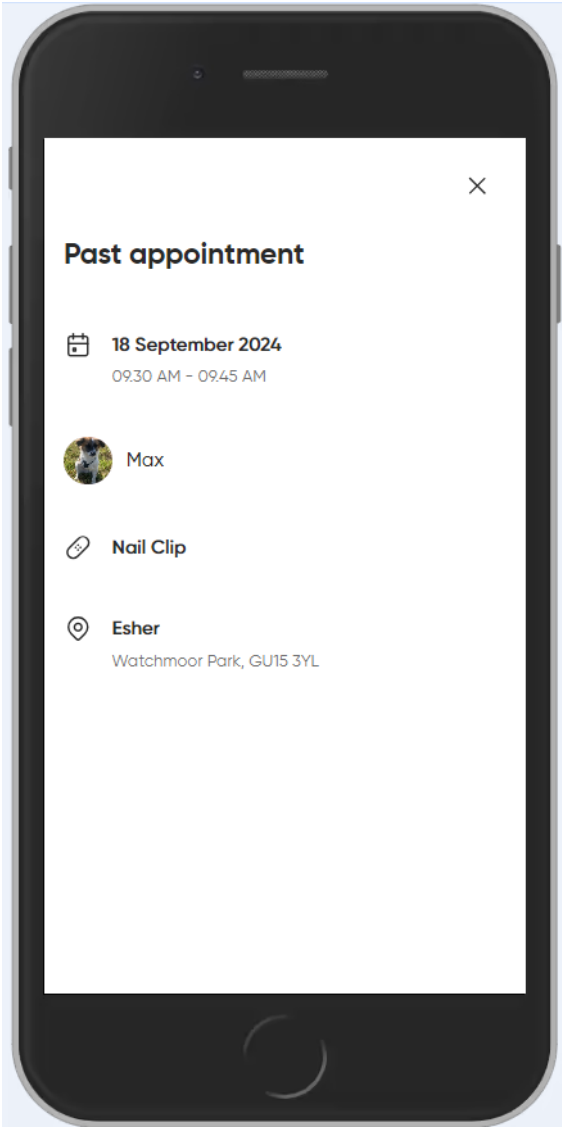 Past appointment
18 September 2024
09.30 AM - 09.45 AM
Max
Nail Clip
Esher
Watchmoor Park, GU15 3YL